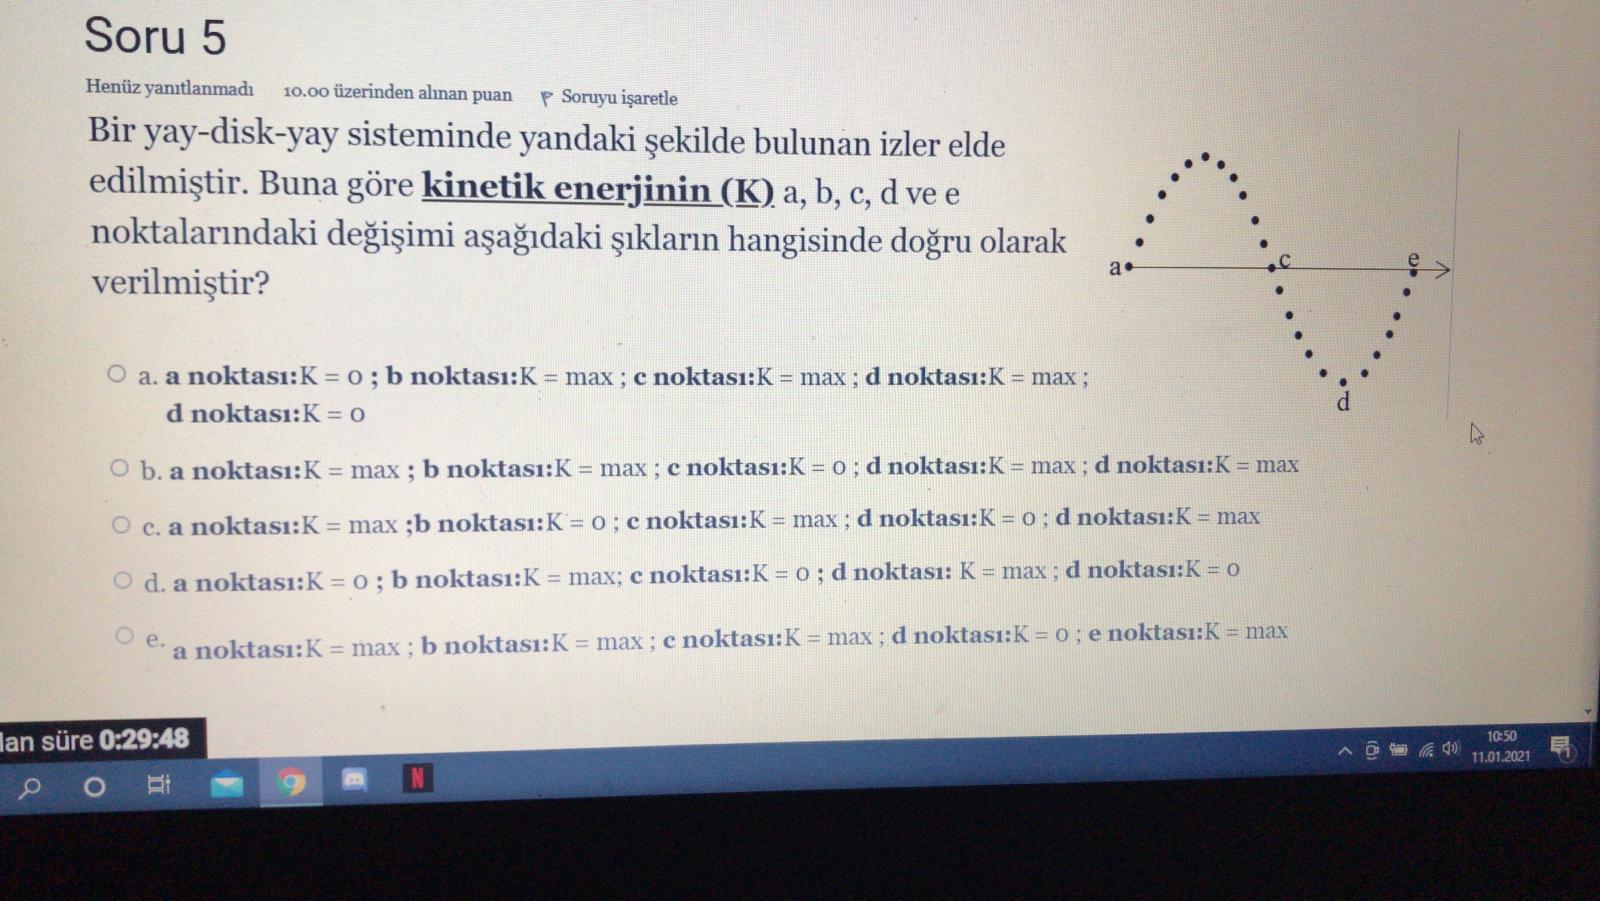 Soru 5
Henüz yanıtlanmadı 10.00 üzerinden alınan puan Soruyu işaretle
Bir yay-disk-yay sisteminde yandaki şekilde bulunan izler elde
edilmiştir. Buna göre kinetik enerjinin (K) a, b, c, d ve e
noktalarındaki değişimi aşağıdaki şıkların hangisinde doğru olarak
verilmiştir?
a
c
e
d
a. a noktası:K = 0 ; b noktası:K = max ; c noktası:K = max ; d noktası:K = max ;
d noktası:K = 0
b. a noktası:K = max ; b noktası:K = max ; c noktası:K = 0 ; d noktası:K = max ; d noktası:K = max
c. a noktası:K = max ;b noktası:K = 0 ; c noktası:K = max ; d noktası:K = 0 ; d noktası:K = max
d. a noktası:K = 0 ; b noktası:K = max; c noktası:K = 0 ; d noktası: K = max ; d noktası:K = 0
e. a noktası:K = max ; b noktası:K = max ; c noktası:K = max ; d noktası:K = 0 ; e noktası:K = max
lan süre 0:29:48
N
10:50
11.01.2021
1